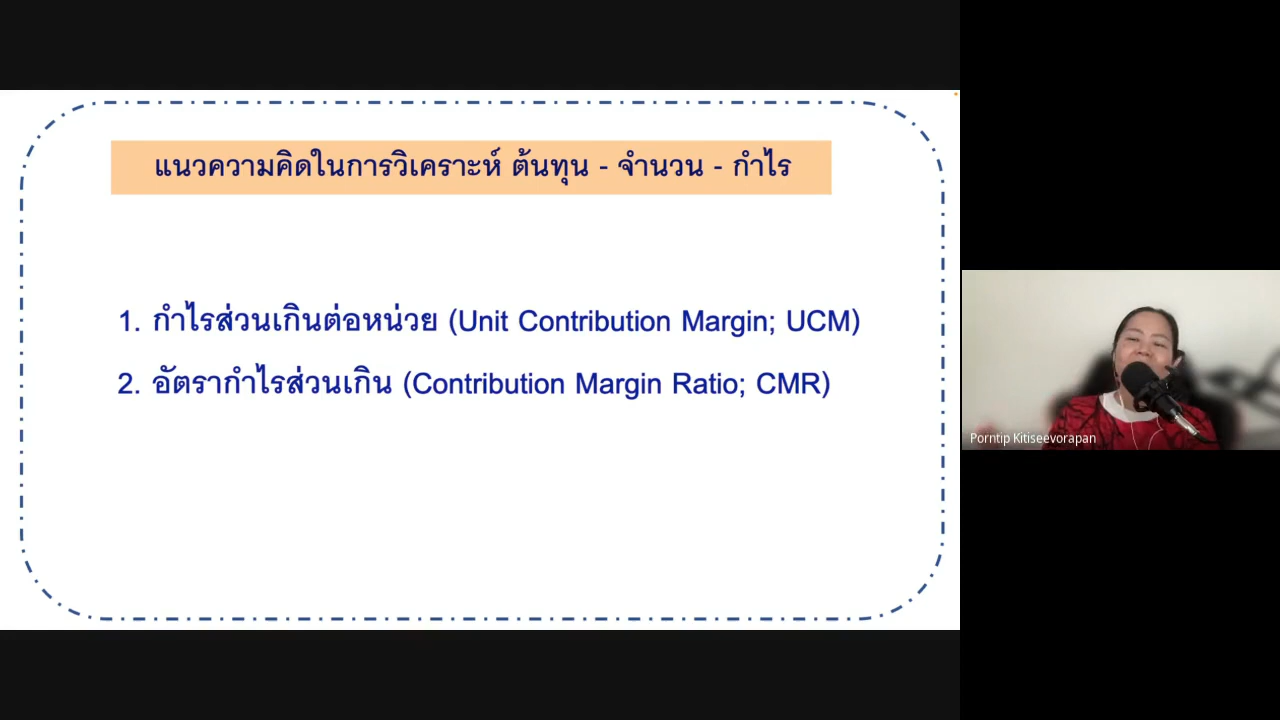 แนวความคิดในการวิเคราะห์ ต้นทุน - จำนวน - กำไร
1. กำไรส่วนเกินต่อหน่วย (Unit Contribution Margin; UCM)
2. อัตรากำไรส่วนเกิน (Contribution Margin Ratio; CMR)
Porntip Kitiseevorapan